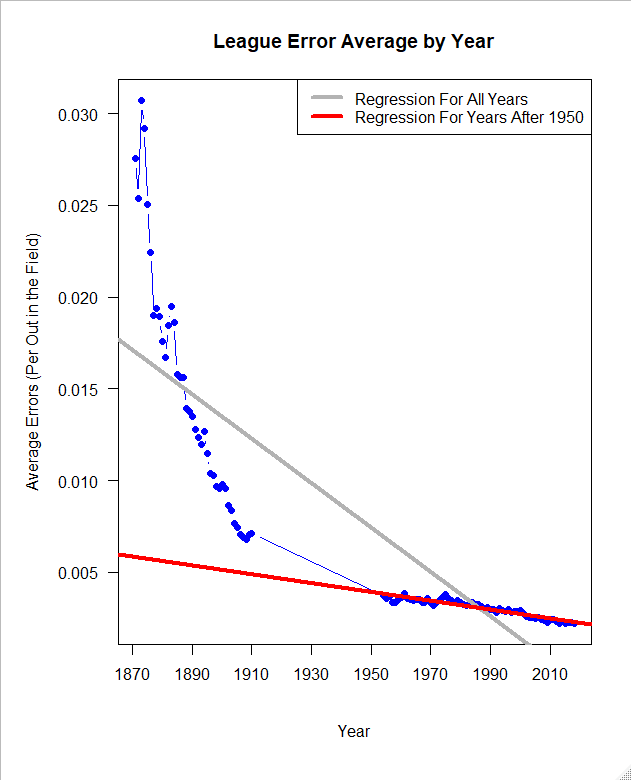 League Error Average by Year
Regression For All Years
Regression For Years After 1950
Average Errors (Per Out in the Field)
0.030
0.025
0.020
0.015
0.010
0.005
1870 1890 1910 1930 1950 1970 1990 2010
Year